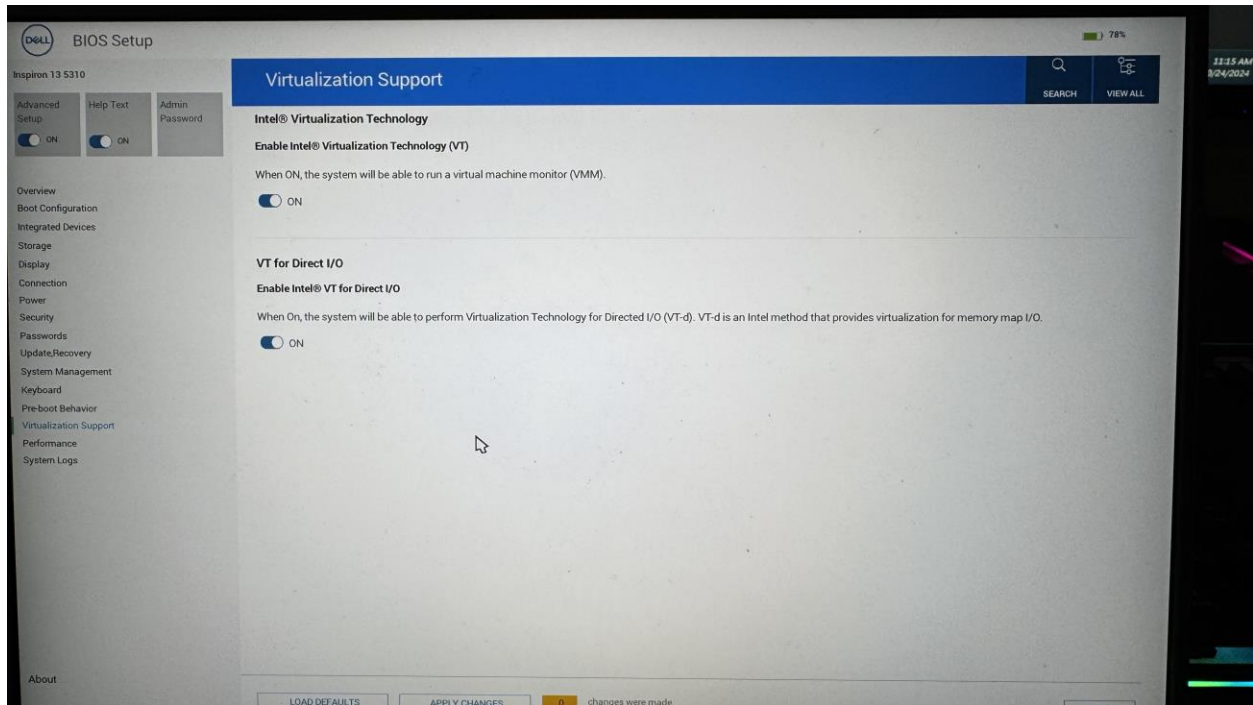 DELL
BIOS Setup
78%
Inspiron 13 5310
Advanced Setup
ON
Help Text
ON
Admin Password
Overview
Boot Configuration
Integrated Devices
Storage
Display
Connection
Power
Security
Passwords
Update,Recovery
System Management
Keyboard
Pre-boot Behavior
Virtualization Support
Performance
System Logs
About
Virtualization Support
SEARCH
VIEW ALL
Intel® Virtualization Technology
Enable Intel® Virtualization Technology (VT)
When ON, the system will be able to run a virtual machine monitor (VMM).
ON
VT for Direct I/O
Enable Intel® VT for Direct I/O
When On, the system will be able to perform Virtualization Technology for Directed I/O (VT-d). VT-d is an Intel method that provides virtualization for memory map I/O.
ON
LOAD DEFAULTS
APPLY CHANGES
0 changes were made
11:15 AM
/24/2024